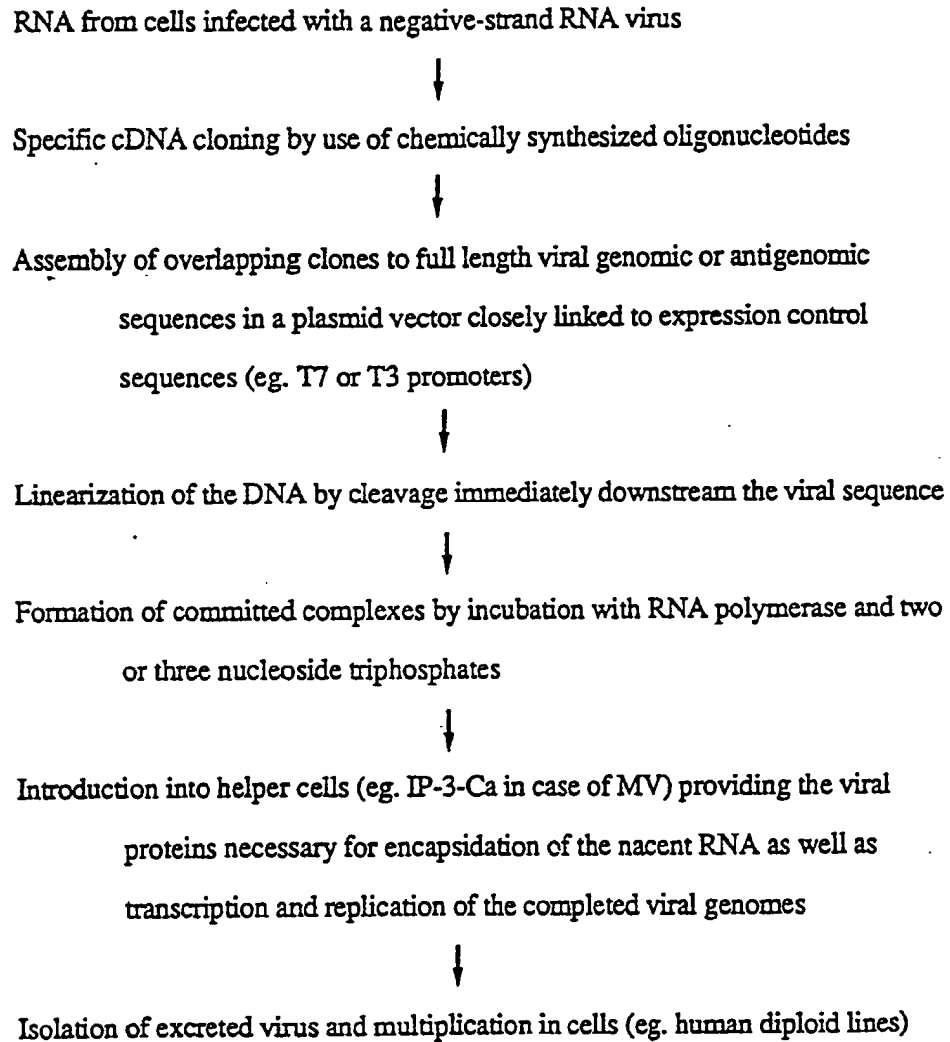 RNA from cells infected with a negative-strand RNA virus
Specific cDNA cloning by use of chemically synthesized oligonucleotides
Assembly of overlapping clones to full length viral genomic or antigenomic
sequences in a plasmid vector closely linked to expression control
sequences (eg. T7 or T3 promoters)
Linearization of the DNA by cleavage immediately downstream the viral sequence
Formation of committed complexes by incubation with RNA polymerase and two
or three nucleoside triphosphates
Introduction into helper cells (eg. IP-3-Ca in case of MV) providing the viral
proteins necessary for encapsidation of the nacent RNA as well as
transcription and replication of the completed viral genomes
Isolation of excreted virus and multiplication in cells (eg. human diploid lines)